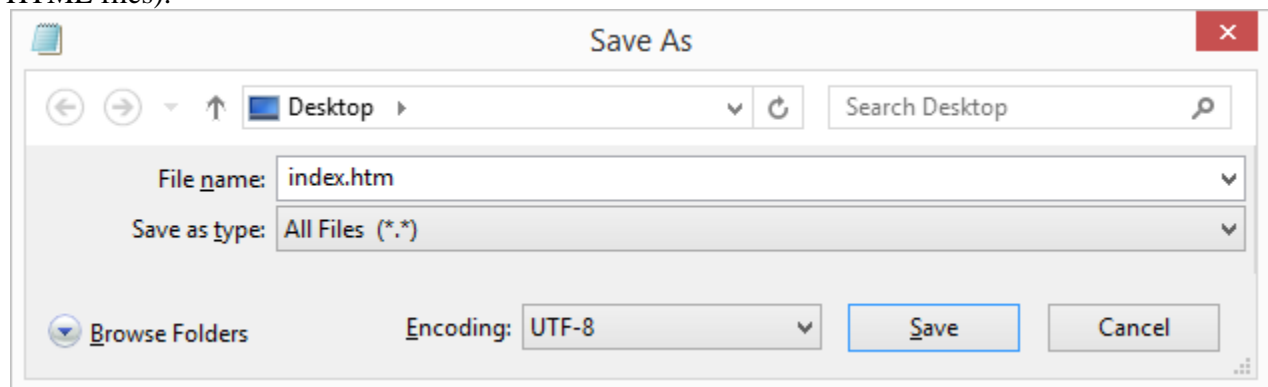 HTML files).
Save As
Desktop
Search Desktop
File name: index.htm
Save as type: All Files (*.*)
Browse Folders Encoding: UTF-8 Save Cancel